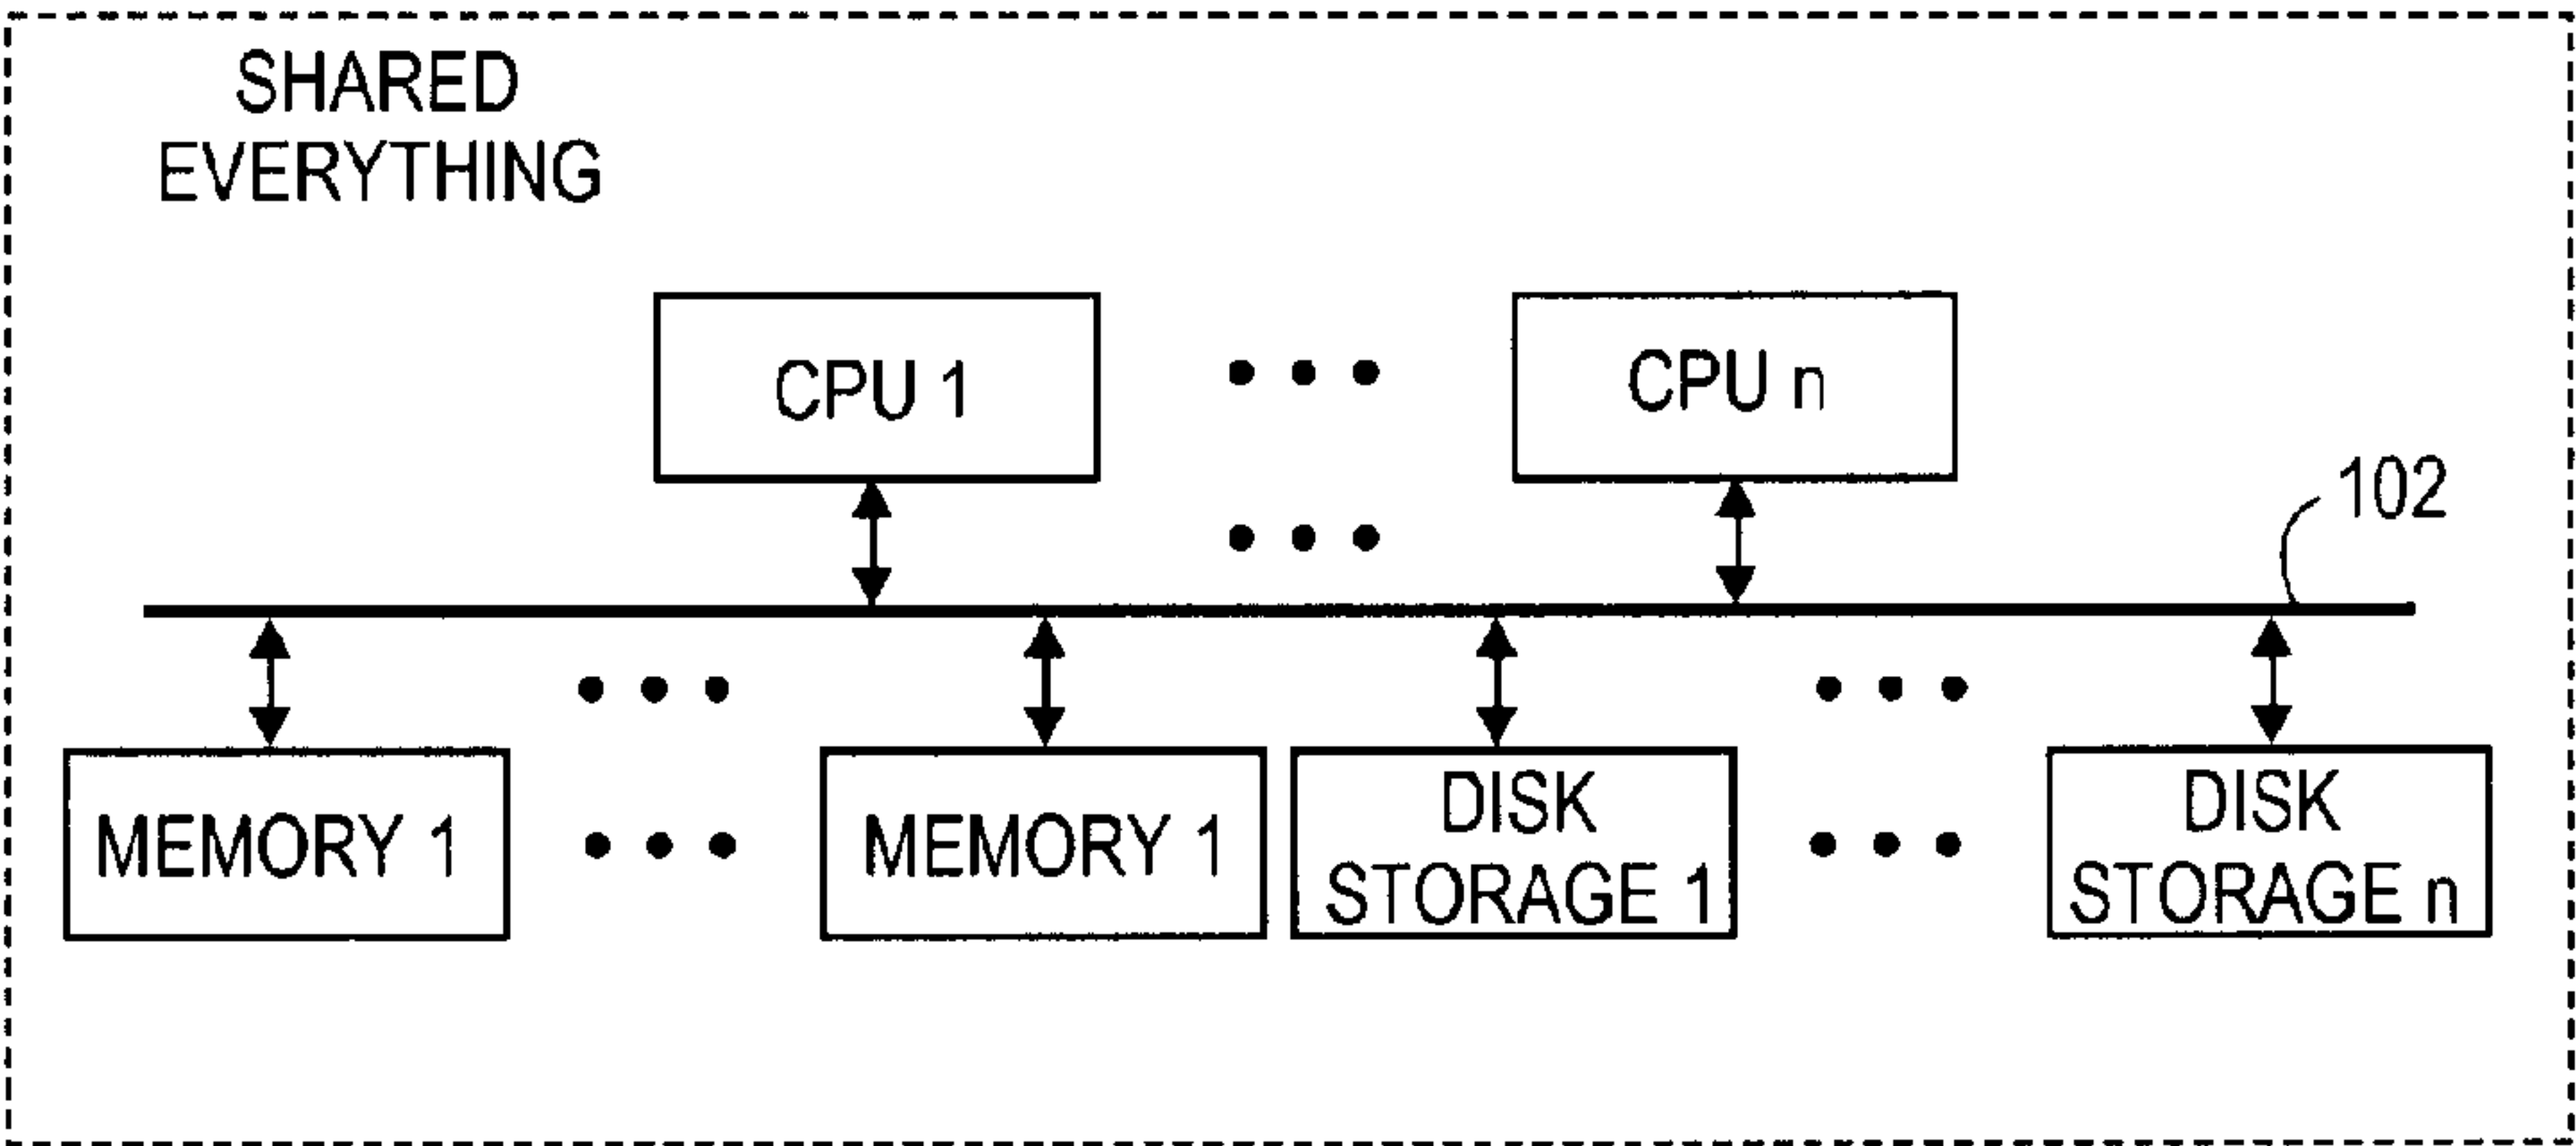 SHARED
EVERYTHING
CPU 1
CPU n
102
MEMORY 1
MEMORY 1
DISK
STORAGE 1
DISK
STORAGE n